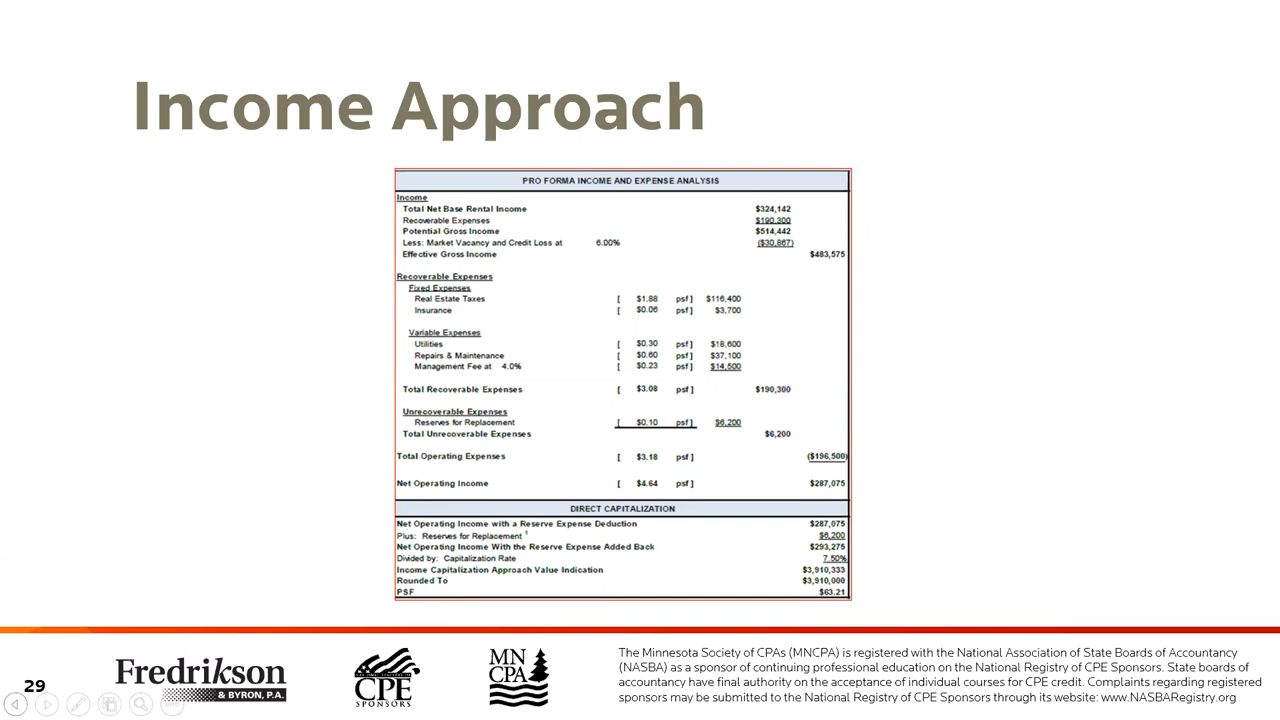 Income Approach
PRO FORMA INCOME AND EXPENSE ANALYSIS
Income
Total Net Base Rental Income $324,142
Recoverable Expenses $190,300
Potential Gross Income $514,442
Less: Market Vacancy and Credit Loss at 6.00% ($30,867)
Effective Gross Income $483,575
Recoverable Expenses
Fixed Expenses
Real Estate Taxes [ $1.88 psf ] $116,400
Insurance [ $0.06 psf ] $3,700
Variable Expenses
Utilities [ $0.30 psf ] $18,600
Repairs & Maintenance [ $0.60 psf ] $37,100
Management Fee at 4.0% [ $0.23 psf ] $14,500
Total Recoverable Expenses [ $3.08 psf ] $190,300
Unrecoverable Expenses
Reserves for Replacement [ $0.10 psf ] $6,200
Total Unrecoverable Expenses $6,200
Total Operating Expenses [ $3.18 psf ] ($196,500)
Net Operating Income [ $4.64 psf ] $287,075
DIRECT CAPITALIZATION
Net Operating Income with a Reserve Expense Deduction $287,075
Plus: Reserves for Replacement 1 $6,200
Net Operating Income With the Reserve Expense Added Back $293,275
Divided by: Capitalization Rate 7.50%
Income Capitalization Approach Value Indication $3,910,333
Rounded To $3,910,000
PSF $63.21
29
Fredrikson
& BYRON, P.A.
CPE
SPONSORS
MN
CPA
The Minnesota Society of CPAs (MNCPA) is registered with the National Association of State Boards of Accountancy
(NASBA) as a sponsor of continuing professional education on the National Registry of CPE Sponsors. State boards of
accountancy have final authority on the acceptance of individual courses for CPE credit. Complaints regarding registered
sponsors may be submitted to the National Registry of CPE Sponsors through its website: www.NASBARegistry.org